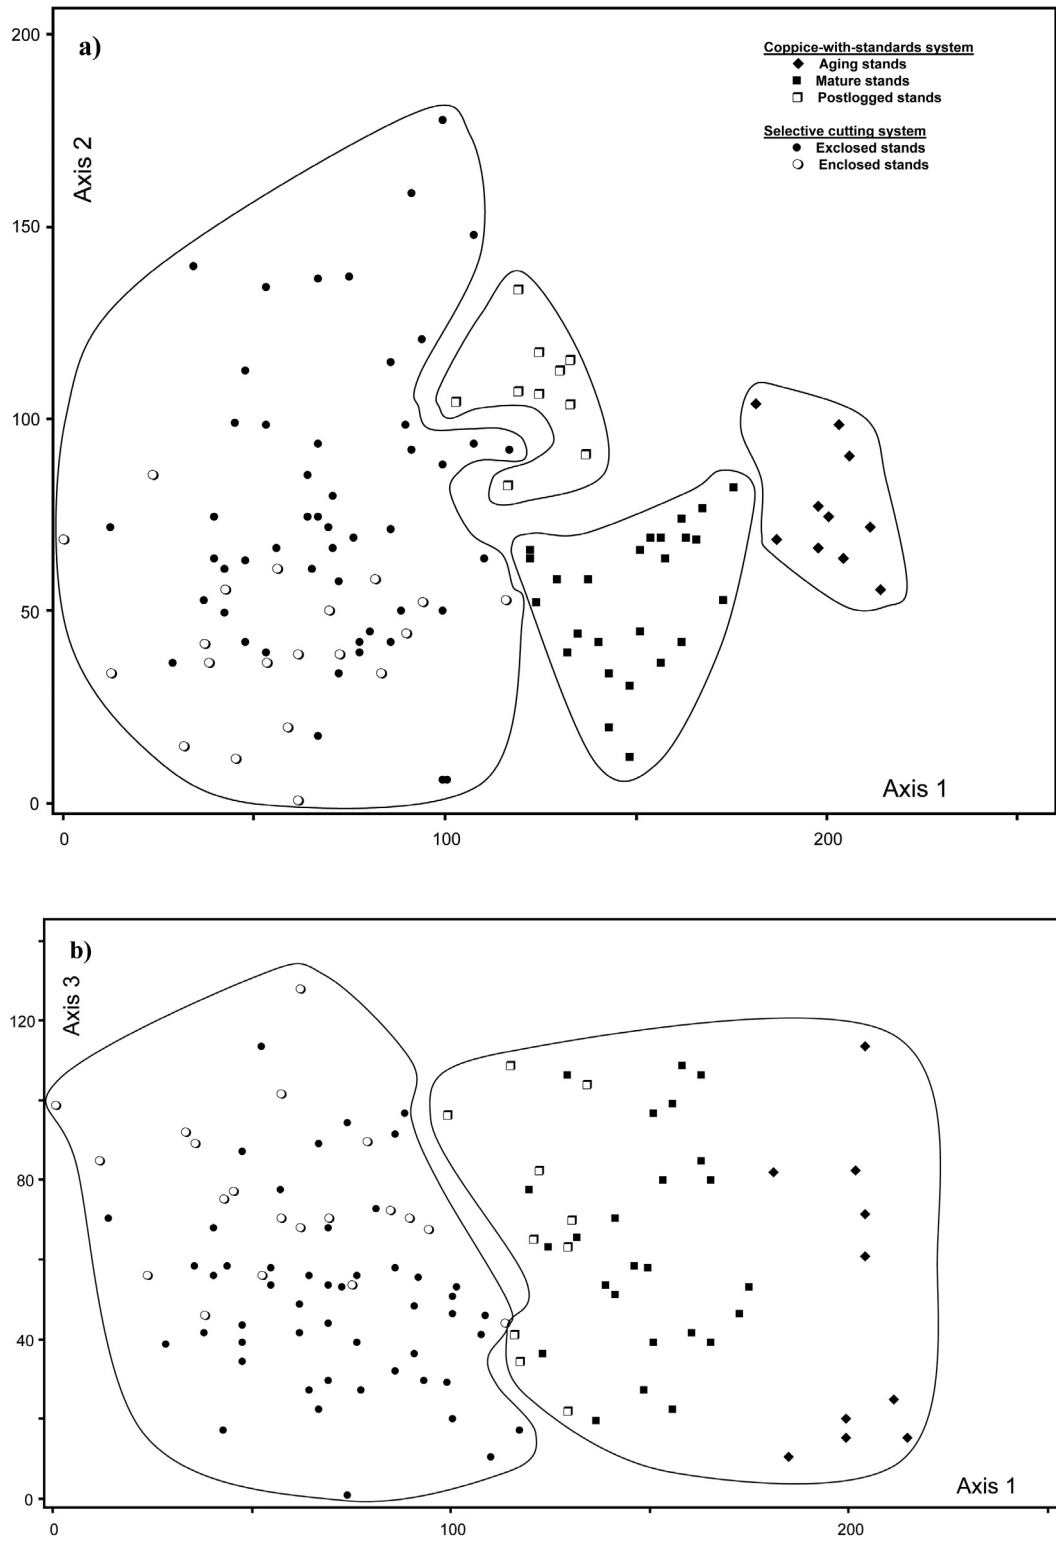 200
a)
Coppice-with-standards system
Aging stands
Mature stands
Postlogged stands
Selective cutting system
Exclosed stands
Enclosed stands
Axis 2
150
100
50
0
Axis 1
0
100
200
b)
Axis 3
120
80
40
0
Axis 1
0
100
200